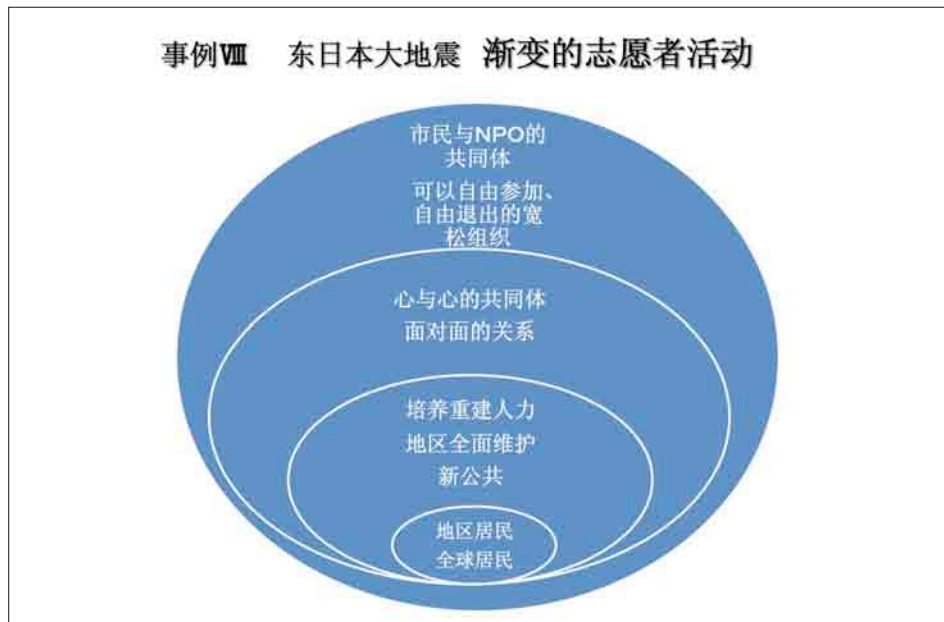 事例Ⅷ 东日本大地震 渐变的志愿者活动
市民与NPO的
共同体
可以自由参加、
自由退出的宽
松组织
心与心的共同体
面对面的关系
培养重建人力
地区全面维护
新公共
地区居民
全球居民